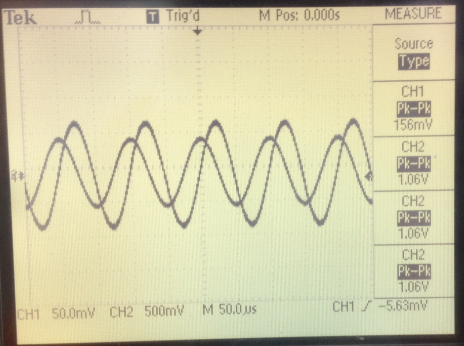 Tek T Trig'd M Pos: 0.000s MEASURE
Source
Type
CH1
Pk-Pk
156mV
CH2
Pk-Pk
1.06V
CH2
Pk-Pk
1.06V
CH2
Pk-Pk
1.06V
CH1 50.0mV CH2 500mV M 50.0µs CH1 -5.63mV